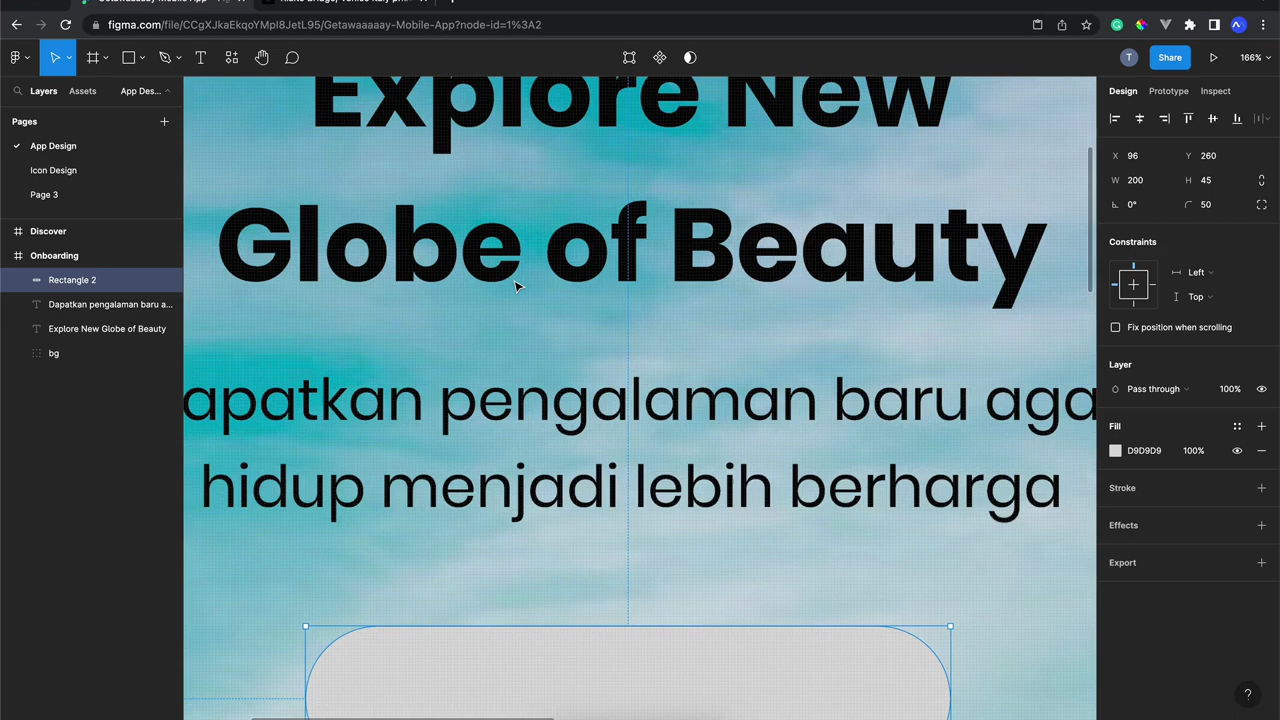 figma.com/file/CCgXJkaEkqoYMpI8JetL95/Getawaaaaay-Mobile-App?node-id=1%3A2
T
Share
166%
Layers
Assets
App Des...
Design
Prototype
Inspect
Pages
App Design
Icon Design
Page 3
Discover
Onboarding
Rectangle 2
Dapatkan pengalaman baru a...
Explore New Globe of Beauty
bg
Explore New
Globe of Beauty
apatkan pengalaman baru aga
hidup menjadi lebih berharga
X 96 Y 260
W 200 H 45
0° 50
Constraints
Left
Top
Fix position when scrolling
Layer
Pass through 100%
Fill
D9D9D9 100%
Stroke
Effects
Export
?